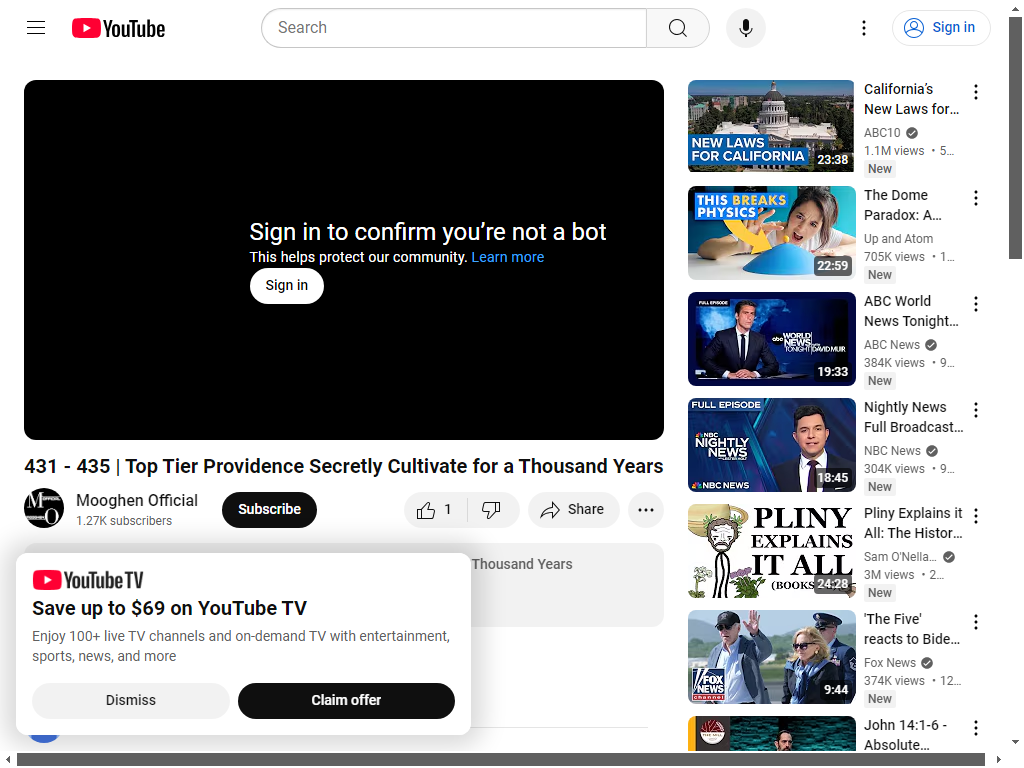 YouTube
Search
Sign in
Sign in to confirm you're not a bot
This helps protect our community. Learn more
Sign in
431 - 435 | Top Tier Providence Secretly Cultivate for a Thousand Years
Mooghen Official
1.27K subscribers
Subscribe
1
Share
Thousand Years
YouTube TV
Save up to $69 on YouTube TV
Enjoy 100+ live TV channels and on-demand TV with entertainment,
sports, news, and more
Dismiss
Claim offer
NEW LAWS
FOR CALIFORNIA
23:38
California's
New Laws for...
ABC10
1.1M views • 5...
New
THIS BREAKS
PHYSICS
22:59
The Dome
Paradox: A...
Up and Atom
705K views • 1...
New
FULL EPISODE
abc WORLD
NEWS
TONIGHT DAVID MUIR
19:33
ABC World
News Tonight...
ABC News
384K views • 9...
New
FULL EPISODE
NBC
NIGHTLY
NEWS
NBC NEWS
18:45
Nightly News
Full Broadcast...
NBC News
304K views • 9...
New
PLINY
EXPLAINS
IT ALL
(BOOKS
24:28
Pliny Explains it
All: The Histor...
Sam O'Nella...
3M views • 2...
New
FOX
NEWS
channel
9:44
'The Five'
reacts to Bide...
Fox News
374K views • 12...
New
John 14:1-6 -
Absolute...